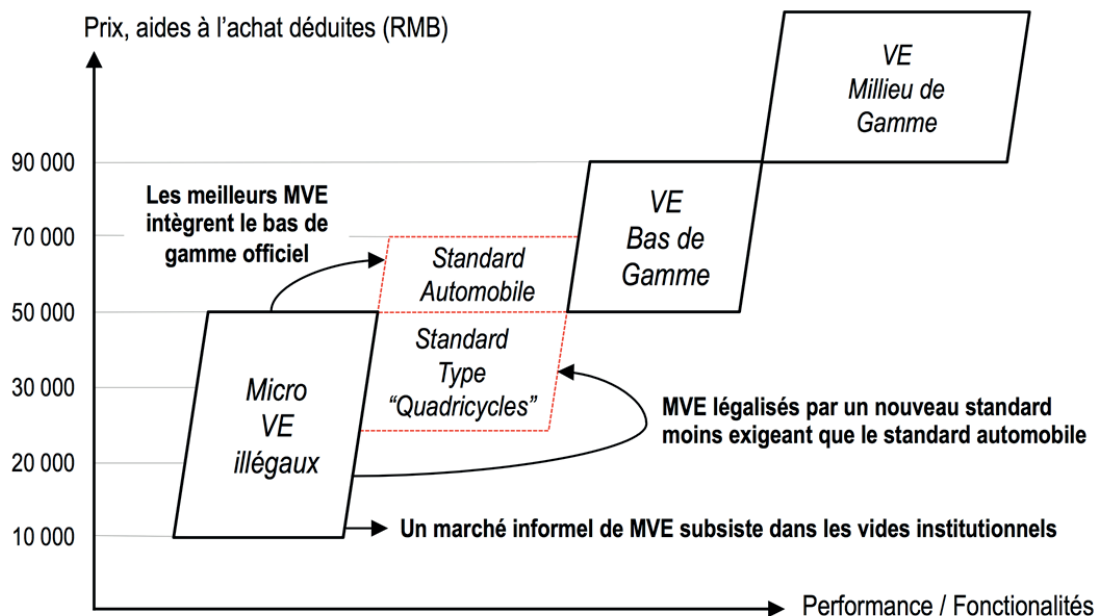 Prix, aides à l’achat déduites (RMB)
VE
Millieu de
Gamme
90 000
Les meilleurs MVE
intègrent le bas de
gamme officiel
VE
Bas de
Gamme
70 000
Standard
Automobile
50 000
Standard
Type
“Quadricycles”
Micro
VE
illégaux
30 000
MVE légalisés par un nouveau standard
moins exigeant que le standard automobile
20 000
Un marché informel de MVE subsiste dans les vides institutionnels
10 000
Performance / Fonctionalités